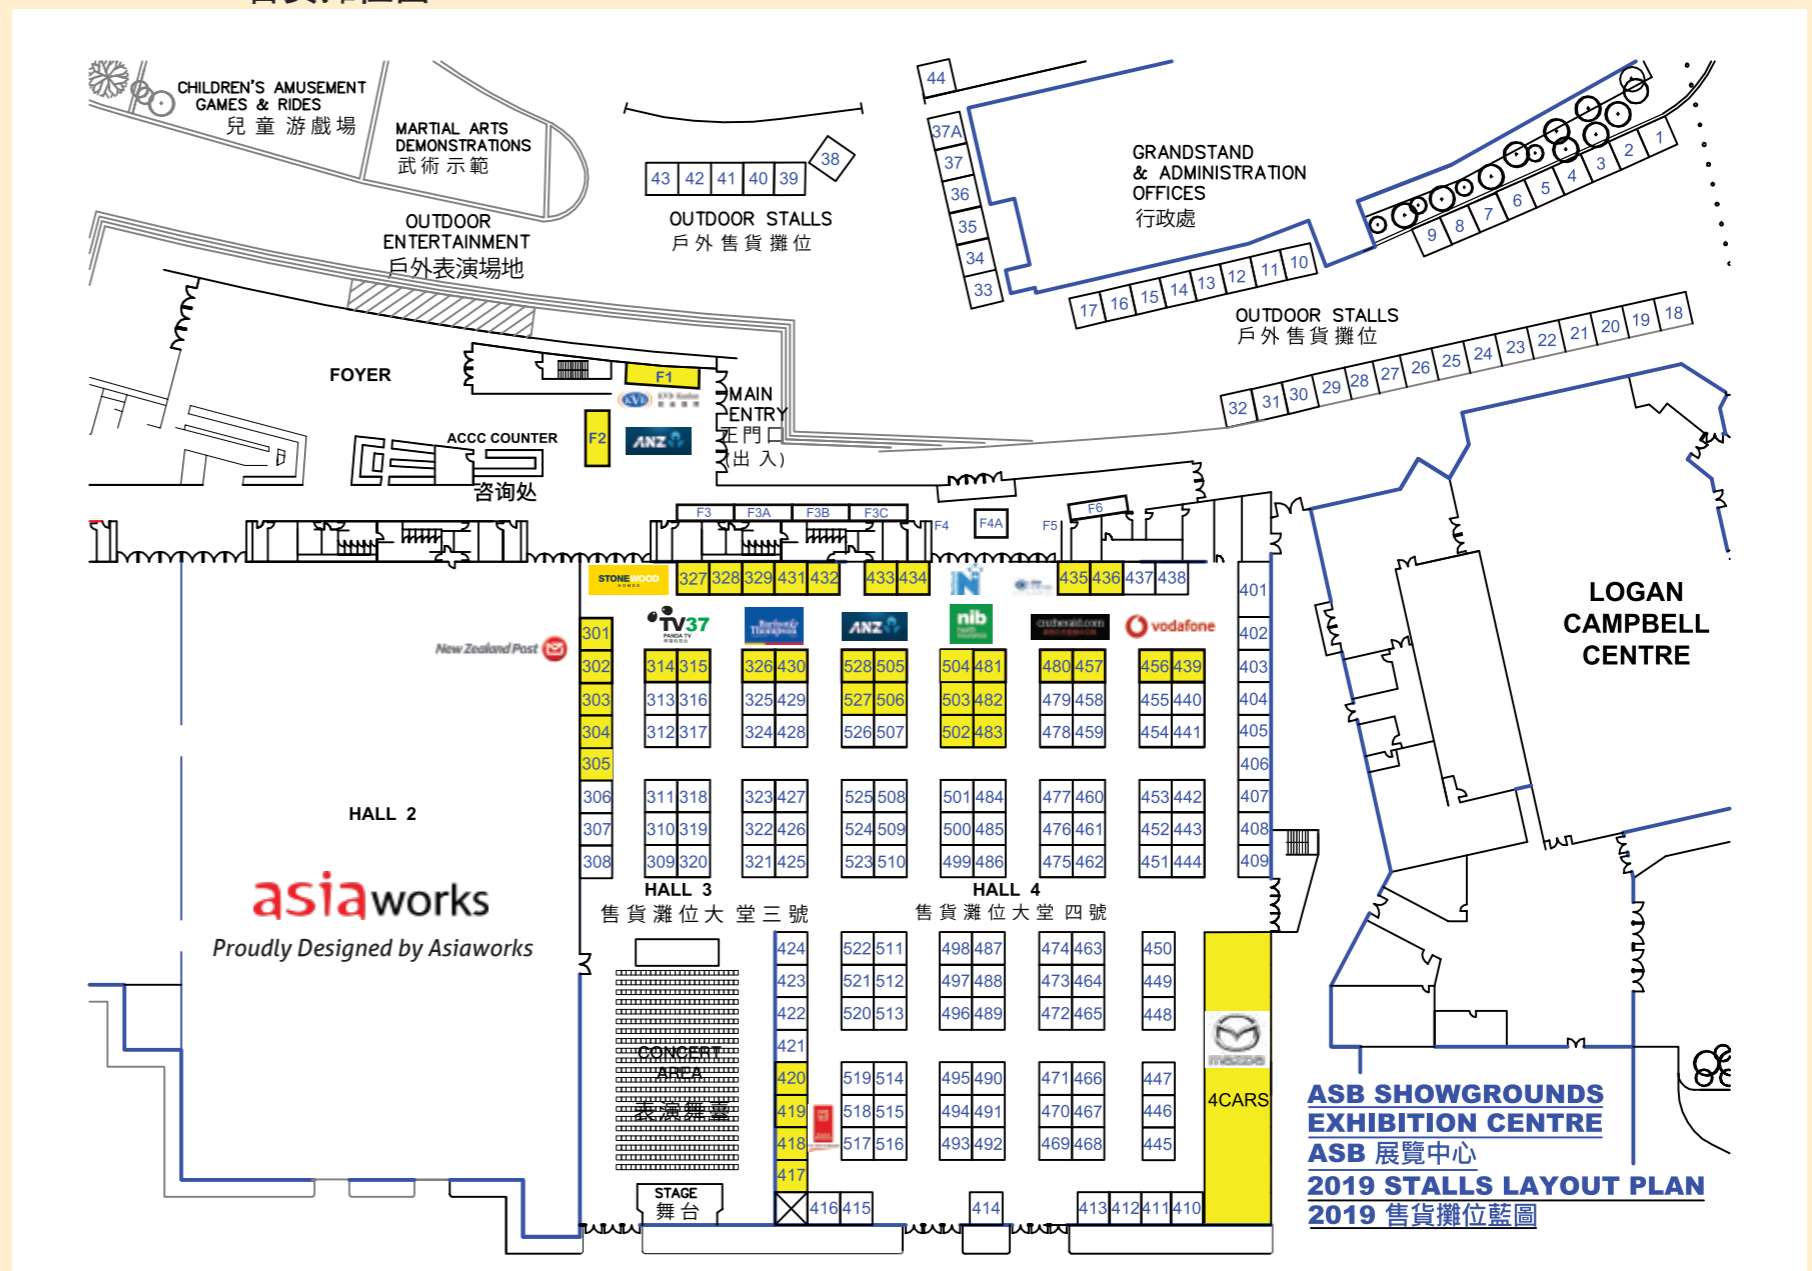 CHILDREN'S AMUSEMENT
GAMES & RIDES
兒童 游戲場
MARTIAL ARTS
DEMONSTRATIONS
武術示範
OUTDOOR
ENTERTAINMENT
戶外表演場地
43 42 41 40 39 38
OUTDOOR STALLS
戶外售貨攤位
44
37A
37
36
35
34
33
GRANDSTAND
& ADMINISTRATION
OFFICES
行政處
9 8 7 6 5 4 3 2 1
17 16 15 14 13 12 11 10
OUTDOOR STALLS
戶外售貨攤位
32 31 30 29 28 27 26 25 24 23 22 21 20 19 18
FOYER
F1
KVB Kunlun
MAIN
ENTRY
正門口
(出 入)
F2
ANZ
ACCC COUNTER
咨询处
F3 F3A F3B F3C F4 F4A F5 F6
STONEWOOD
HOMES
327 328 329 431 432 433 434 N 435 436 437 438
401
402
403
404
405
406
407
408
409
New Zealand Post
301
302
303
304
305
306
307
308
TV37
PANDA TV
Barfoot & Thompson
ANZ
nib
health insurance
cnzherald.com
vodafone
314 315 326 430 528 505 504 481 480 457 456 439
313 316 325 429 527 506 503 482 479 458 455 440
312 317 324 428 526 507 502 483 478 459 454 441
311 318 323 427 525 508 501 484 477 460 453 442
310 319 322 426 524 509 500 485 476 461 452 443
309 320 321 425 523 510 499 486 475 462 451 444
HALL 2
asiaworks
Proudly Designed by Asiaworks
HALL 3
售貨灘位大 堂三號
HALL 4
售貨灘位大堂 四號
424 522 511 498 487 474 463 450
423 521 512 497 488 473 464 449
422 520 513 496 489 472 465 448
421
420 519 514 495 490 471 466 447
419 518 515 494 491 470 467 446
418 517 516 493 492 469 468 445
417
416 415 414 413 412 411 410
CONCERT
AREA
表演舞臺
STAGE
舞台
mazda
4CARS
LOGAN
CAMPBELL
CENTRE
ASB SHOWGROUNDS
EXHIBITION CENTRE
ASB 展覽中心
2019 STALLS LAYOUT PLAN
2019 售貨攤位藍圖